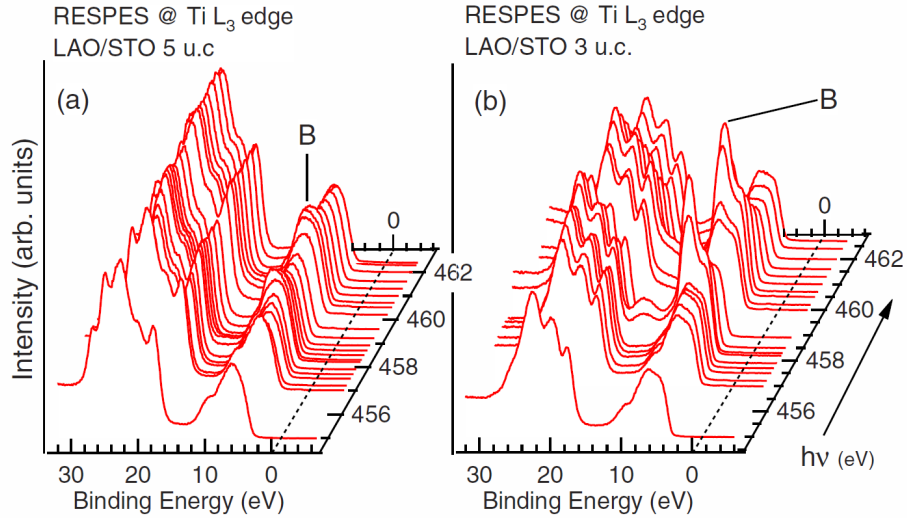 RESPES @ Ti L3 edge
LAO/STO 5 u.c
(a)
B
0
462
460
458
456
30 20 10 0
Binding Energy (eV)
Intensity (arb. units)
RESPES @ Ti L3 edge
LAO/STO 3 u.c.
(b)
B
0
462
460
458
456
hν (eV)
30 20 10 0
Binding Energy (eV)